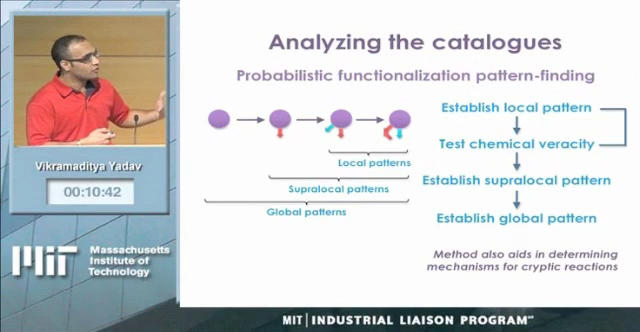 Analyzing the catalogues
Probabilistic functionalization pattern-finding
Local patterns
Supralocal patterns
Global patterns
Establish local pattern
Test chemical veracity
Establish supralocal pattern
Establish global pattern
Method also aids in determining
mechanisms for cryptic reactions
Vikramaditya Yadav
00:10:42
MIT
Massachusetts
Institute of
Technology
MIT | INDUSTRIAL LIAISON PROGRAM